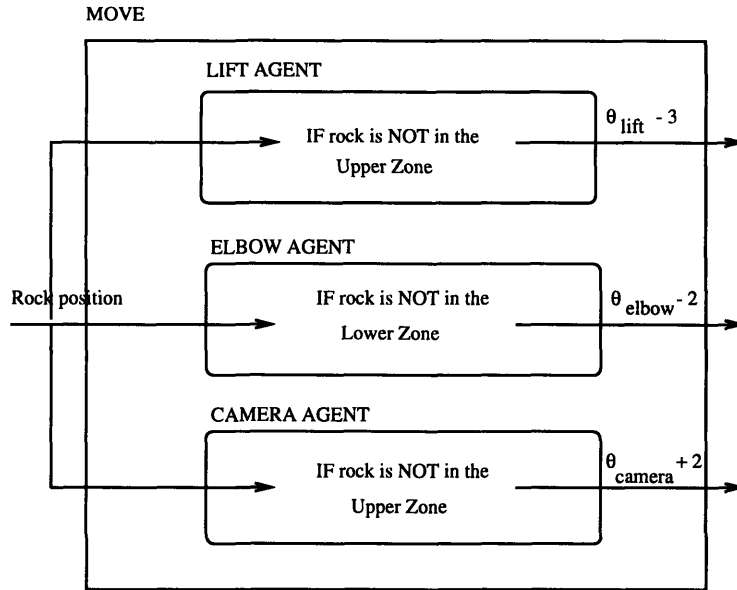 MOVE
LIFT AGENT
IF rock is NOT in the
Upper Zone
θ lift - 3
ELBOW AGENT
Rock position
IF rock is NOT in the
Lower Zone
θ elbow - 2
CAMERA AGENT
IF rock is NOT in the
Upper Zone
θ camera + 2